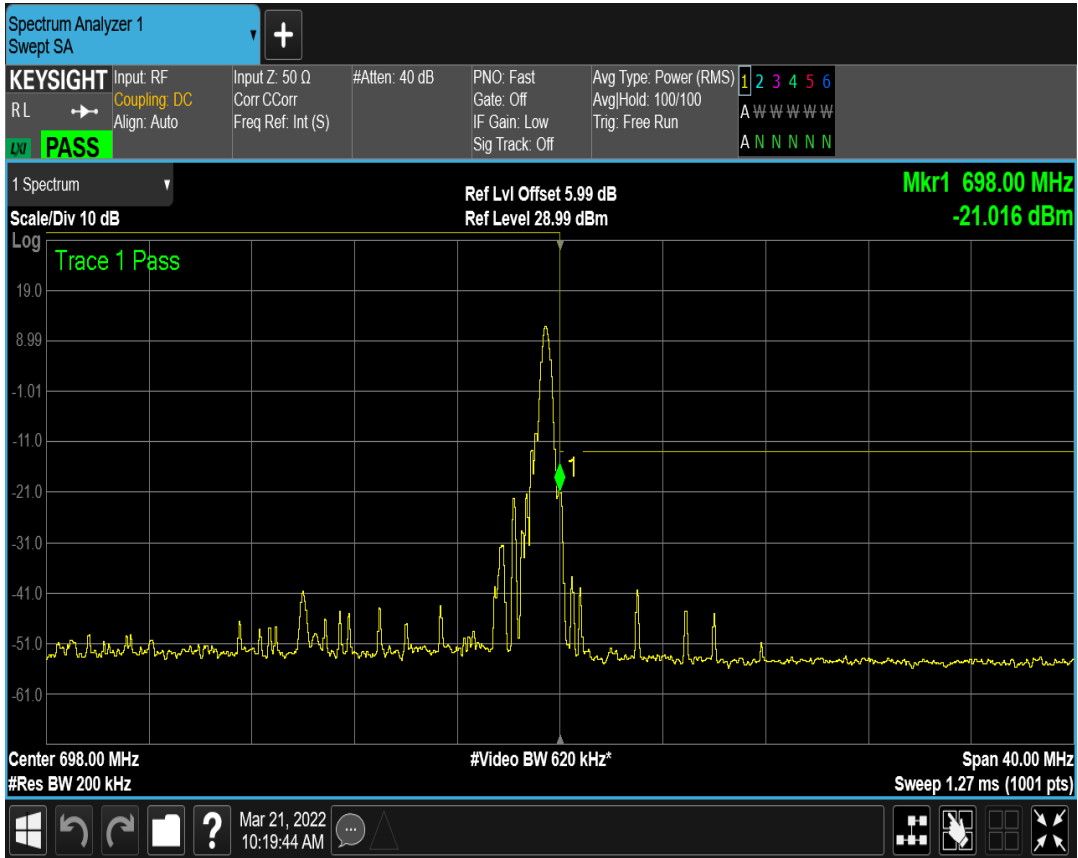 Spectrum Analyzer 1
Swept SA
+
KEYSIGHT
R L
LXI
PASS
Input: RF
Coupling: DC
Align: Auto
Input Z: 50 Ω
Corr CCorr
Freq Ref: Int (S)
#Atten: 40 dB
PNO: Fast
Gate: Off
IF Gain: Low
Sig Track: Off
Avg Type: Power (RMS)
Avg|Hold: 100/100
Trig: Free Run
1 2 3 4 5 6
A W W W W W
A N N N N N
1 Spectrum
Scale/Div 10 dB
Ref Lvl Offset 5.99 dB
Ref Level 28.99 dBm
Mkr1 698.00 MHz
-21.016 dBm
Log
Trace 1 Pass
19.0
8.99
-1.01
-11.0
1
-21.0
-31.0
-41.0
-51.0
-61.0
Center 698.00 MHz
#Res BW 200 kHz
#Video BW 620 kHz*
Span 40.00 MHz
Sweep 1.27 ms (1001 pts)
?
Mar 21, 2022
10:19:44 AM